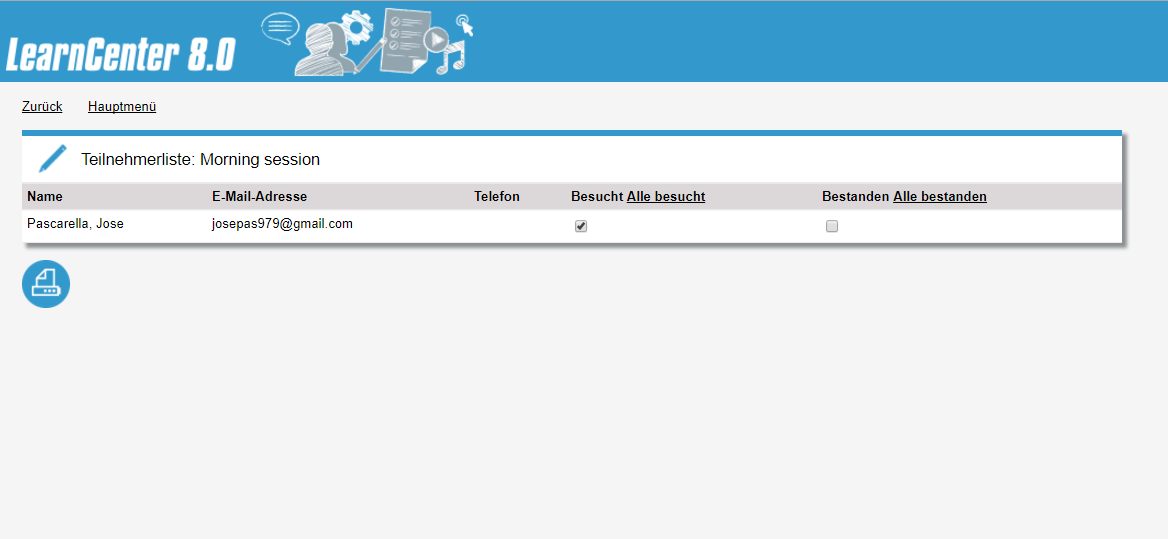 LearnCenter 8.0
Zurück Hauptmenü
Teilnehmerliste: Morning session
Name E-Mail-Adresse Telefon Besucht Alle besucht Bestanden Alle bestanden
Pascarella, Jose josepas979@gmail.com